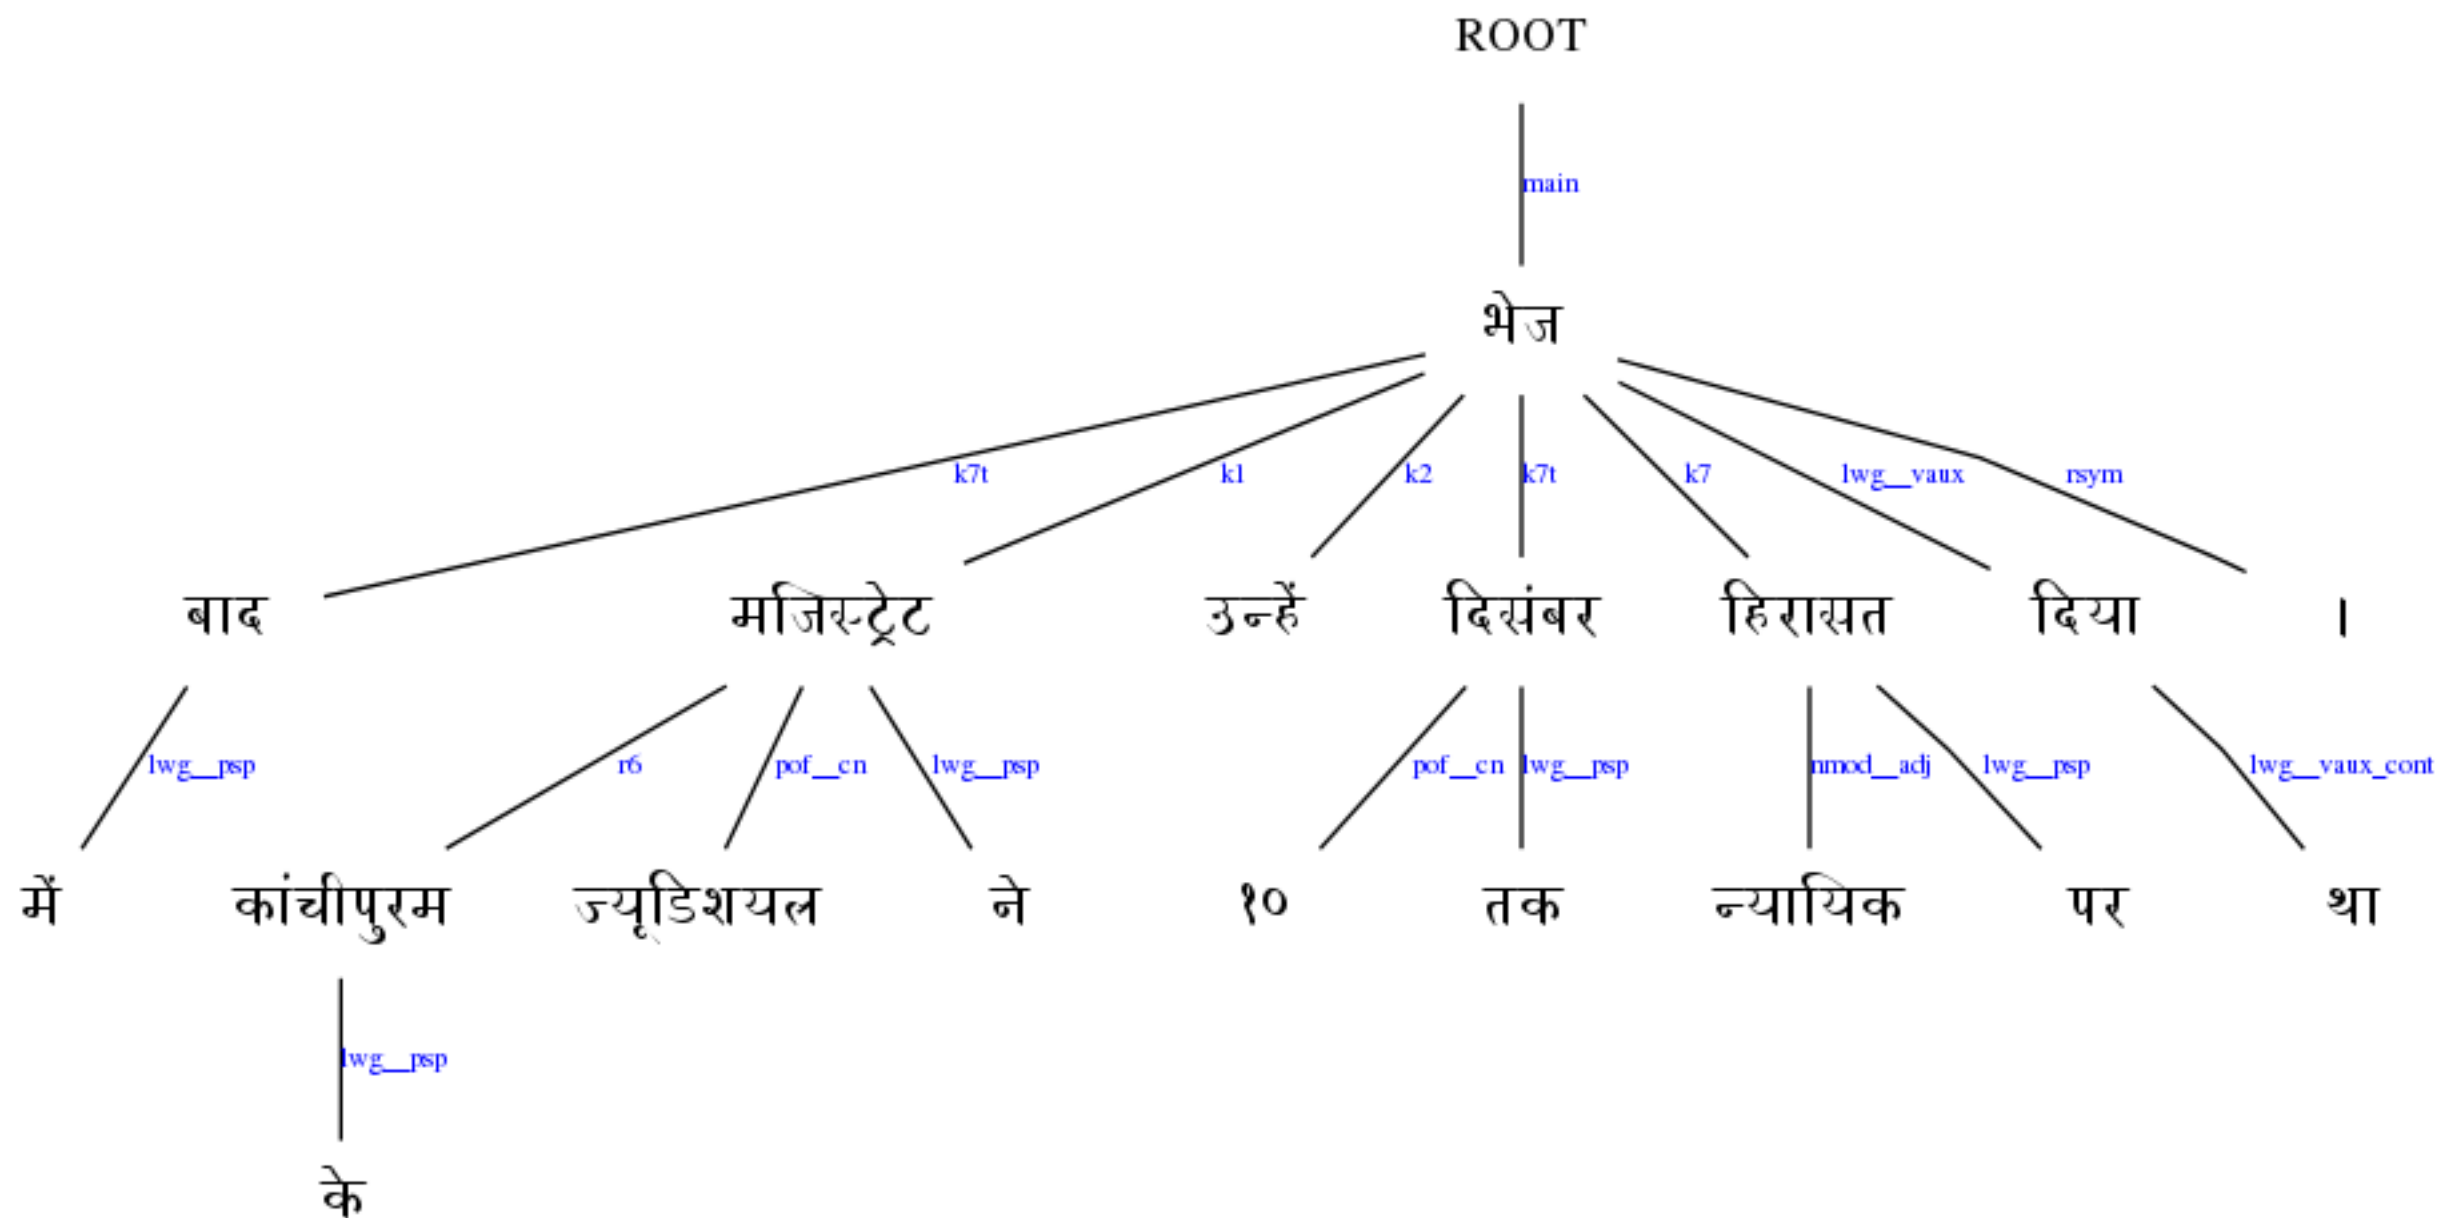 ROOT
main
भेज
k7t k1 k2 k7t k7 lwg__vaux rsym
बाद मजिस्ट्रेट उन्हें दिसंबर हिरासत दिया ।
lwg__psp r6 pof__cn lwg__psp pof__cn lwg__psp nmod__adj lwg__psp lwg__vaux_cont
में कांचीपुरम ज्यूडिशयल ने १० तक न्यायिक पर था
lwg__psp
के